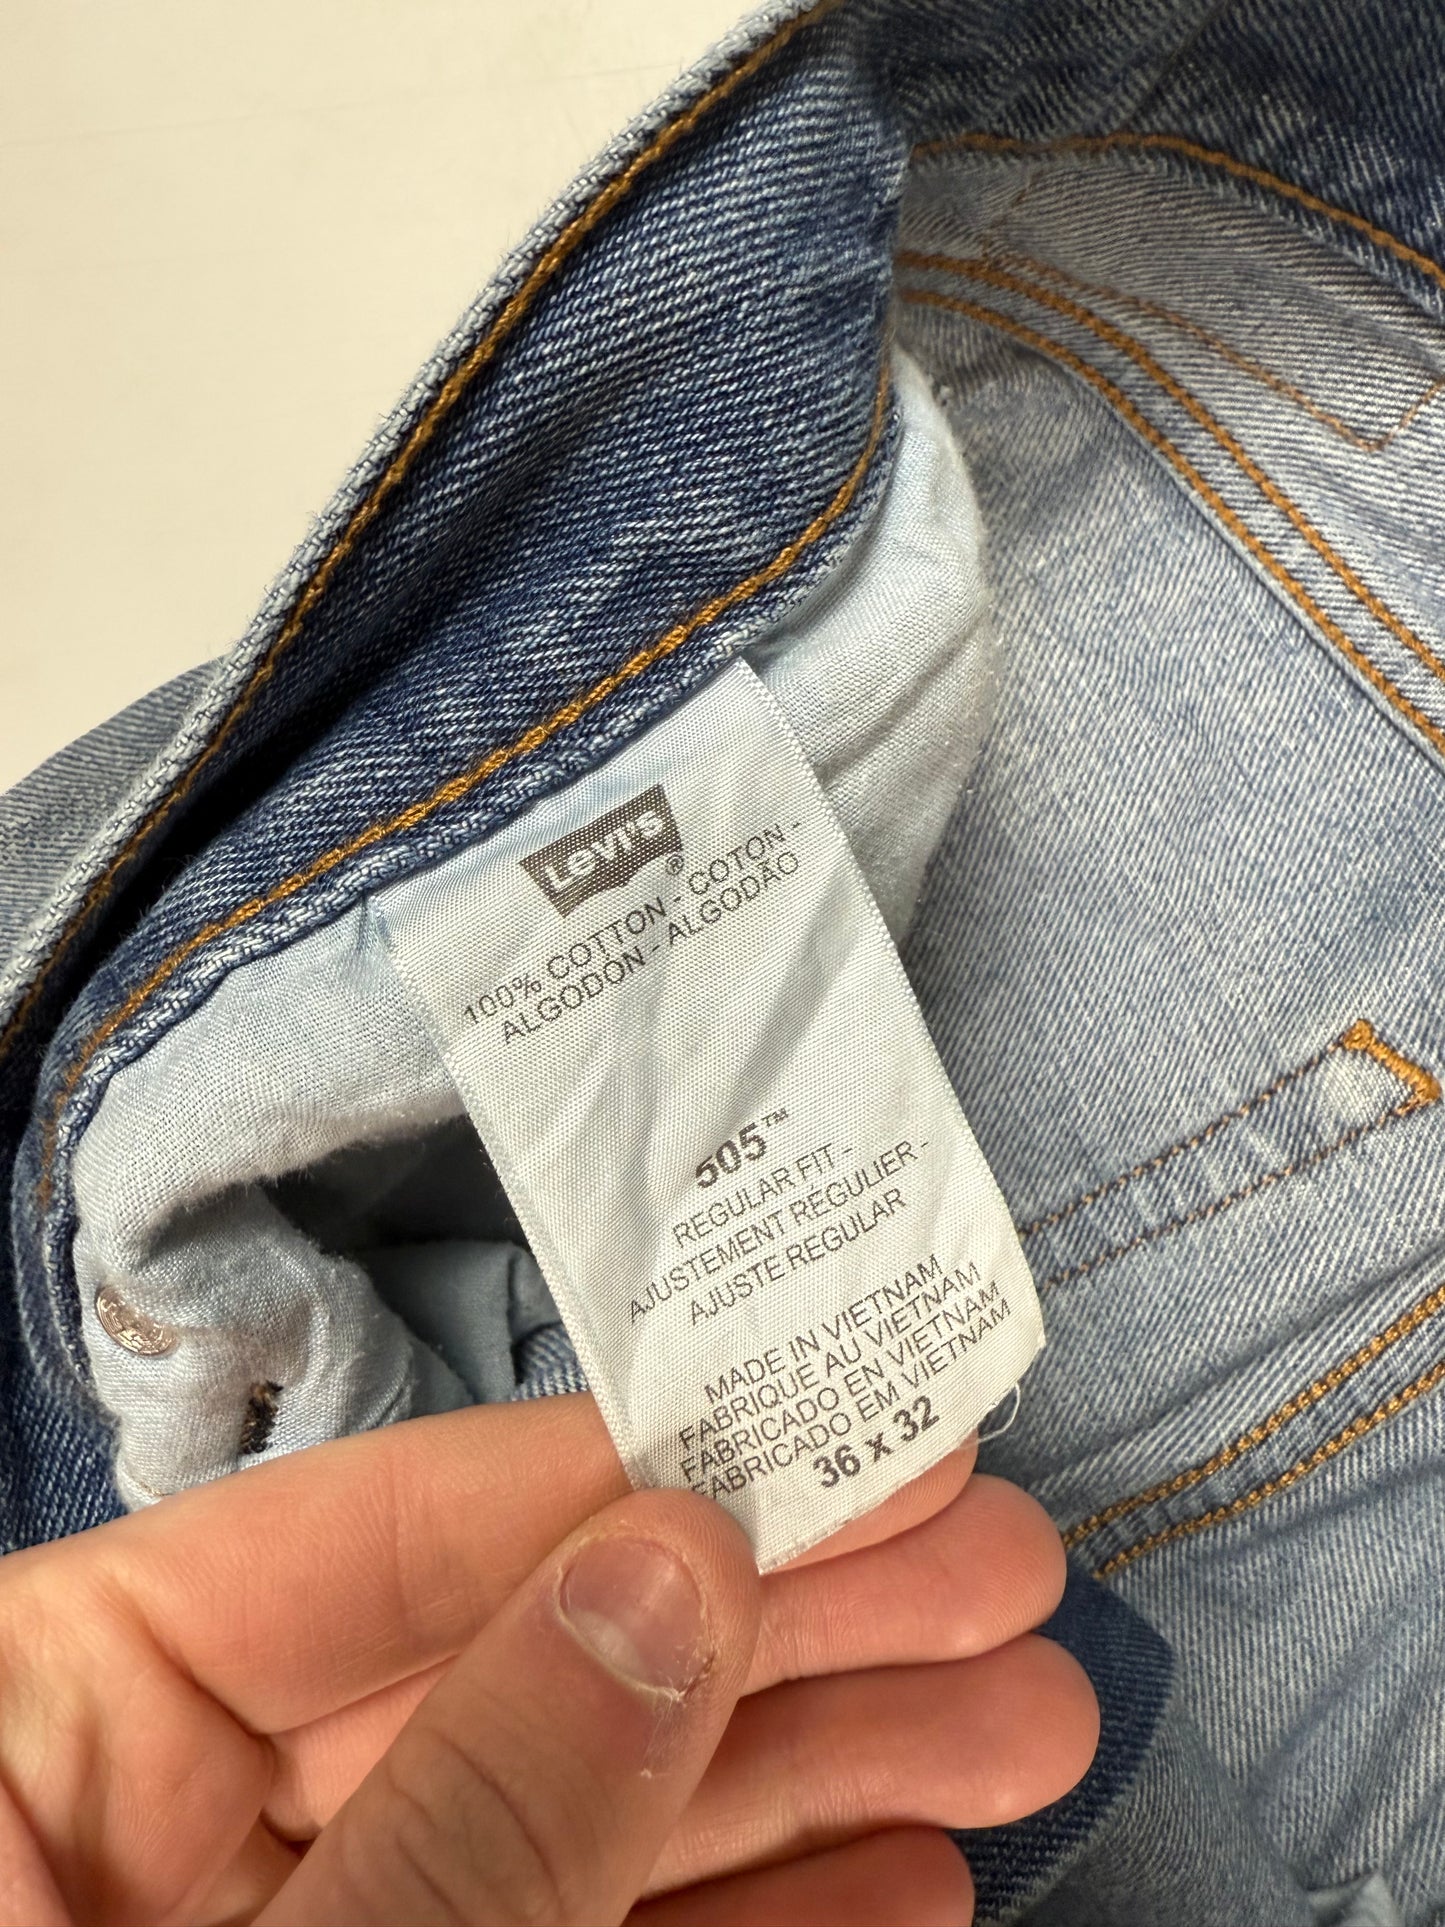 Levi's®
100% COTTON - COTON -
ALGODON - ALGODÃO
505™
REGULAR FIT -
AJUSTEMENT REGULIER -
AJUSTE REGULAR
MADE IN VIETNAM
FABRIQUE AU VIETNAM
FABRICADO EN VIETNAM
FABRICADO EM VIETNAM
36 x 32